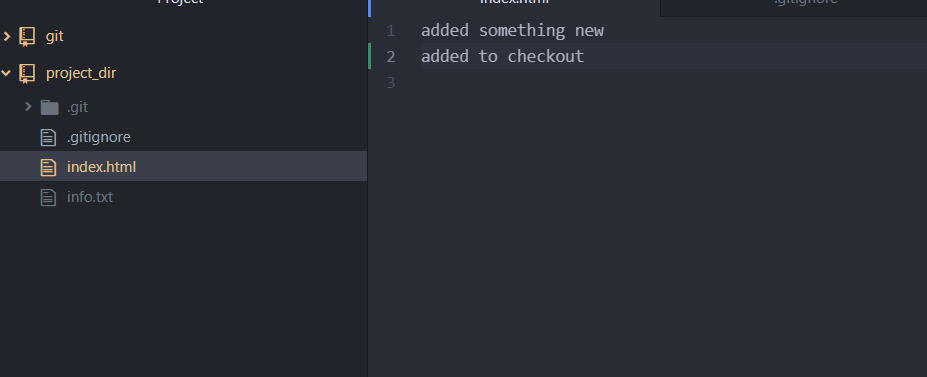 Project
git
project_dir
.git
.gitignore
index.html
info.txt
index.html
.gitignore
1 added something new
2 added to checkout
3